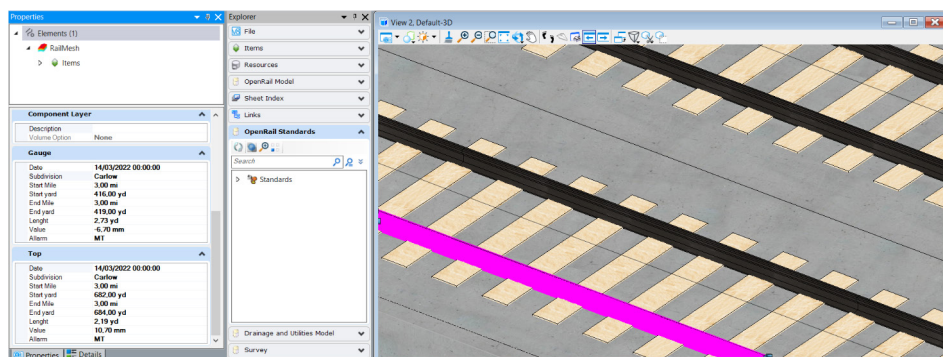 Properties
Elements (1)
RailMesh
Items
Component Layer
Description
Volume Option None
Gauge
Date 14/03/2022 00:00:00
Subdivision Carlow
Start Mile 3,00 mi
Start yard 416,00 yd
End Mile 3,00 mi
End yard 419,00 yd
Lenght 2,73 yd
Value -6,70 mm
Allarm MT
Top
Date 14/03/2022 00:00:00
Subdivision Carlow
Start Mile 3,00 mi
Start yard 682,00 yd
End Mile 3,00 mi
End yard 684,00 yd
Lenght 2,19 yd
Value 10,70 mm
Allarm MT
Properties Details
Explorer
File
Items
Resources
OpenRail Model
Sheet Index
Links
OpenRail Standards
Search
Standards
Drainage and Utilities Model
Survey
View 2, Default-3D